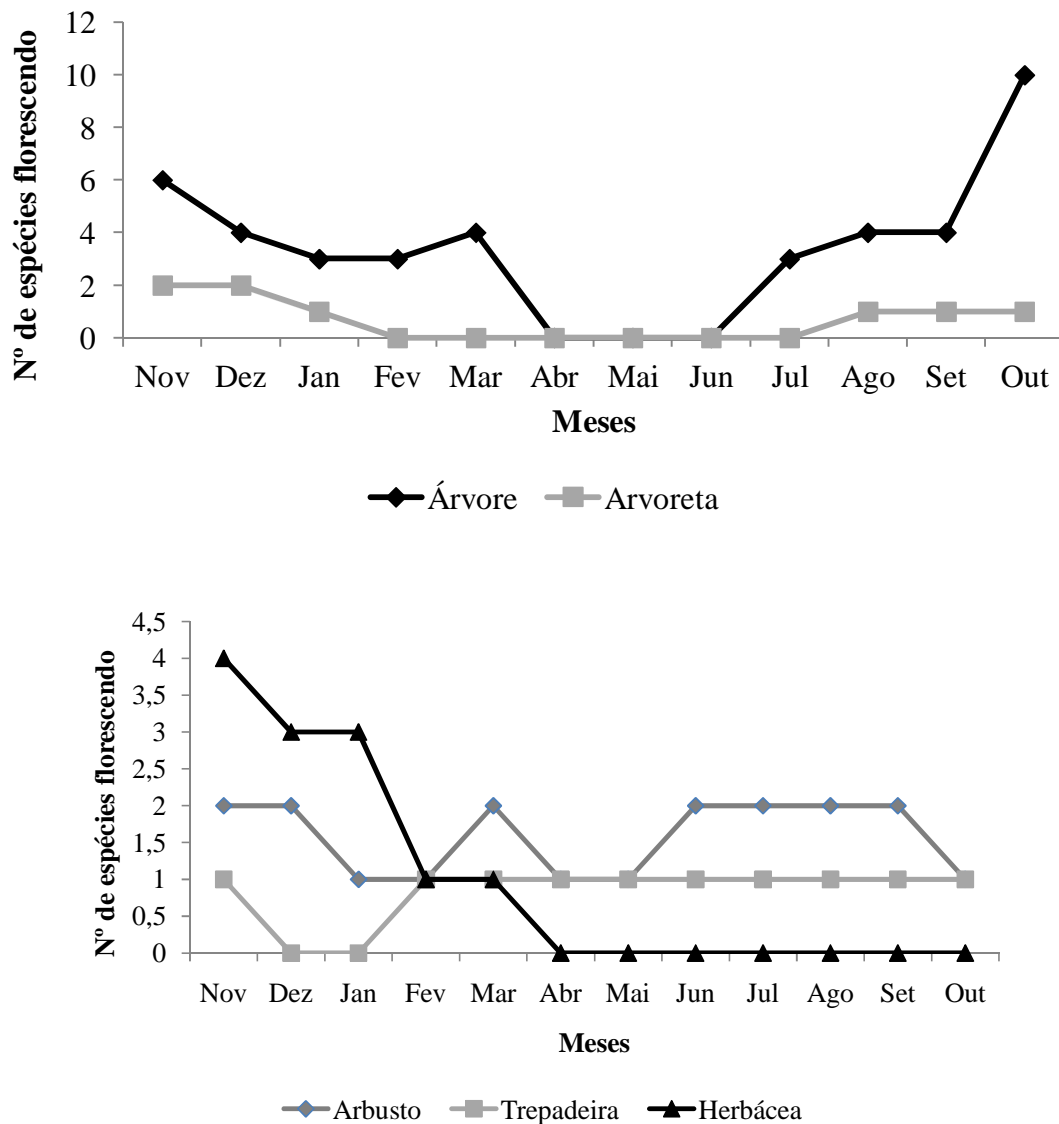 Nº de espécies florescendo
12
10
8
6
4
2
0
Nov Dez Jan Fev Mar Abr Mai Jun Jul Ago Set Out
Meses
Árvore Arvoreta
Nº de espécies florescendo
4,5
4
3,5
3
2,5
2
1,5
1
0,5
0
Nov Dez Jan Fev Mar Abr Mai Jun Jul Ago Set Out
Meses
Arbusto Trepadeira Herbácea